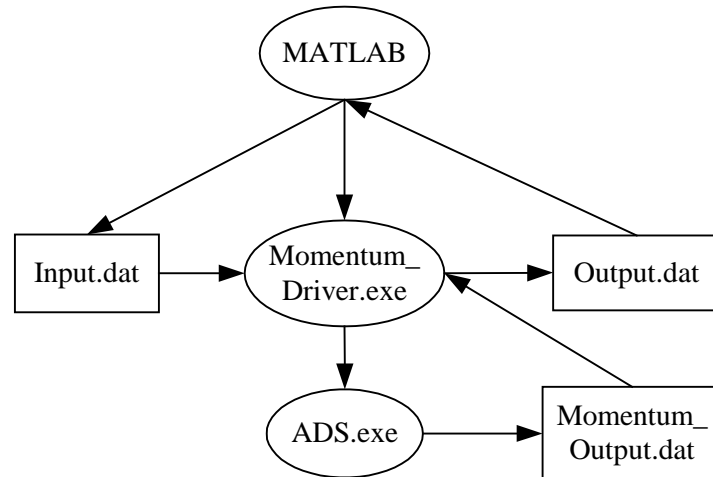 MATLAB
Input.dat
Momentum_
Driver.exe
Output.dat
ADS.exe
Momentum_
Output.dat